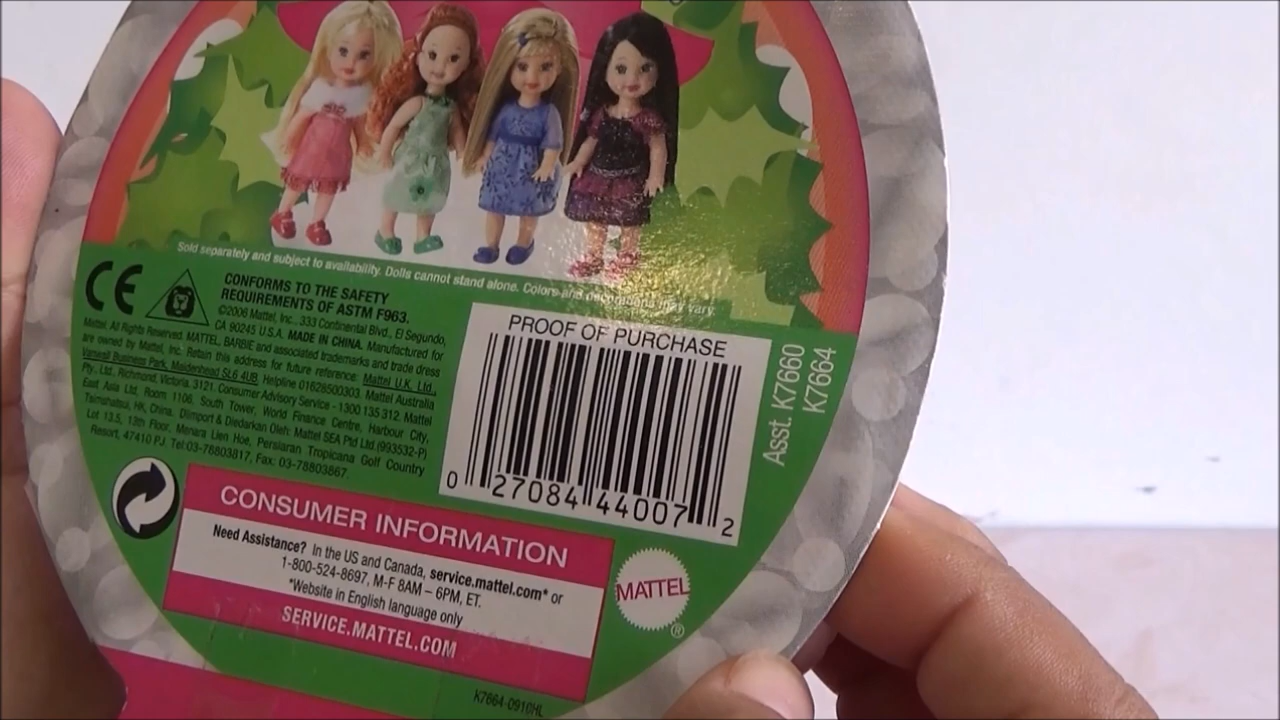 Sold separately and subject to availability. Dolls cannot stand alone. Colors and decorations may vary.
CE
CONFORMS TO THE SAFETY
REQUIREMENTS OF ASTM F963.
©2006 Mattel, Inc., 333 Continental Blvd., El Segundo,
CA 90245 U.S.A. MADE IN CHINA. Manufactured for
Mattel. All Rights Reserved. MATTEL, BARBIE and associated trademarks and trade dress
are owned by Mattel, Inc. Retain this address for future reference: Mattel U.K. Ltd.,
Vanwall Business Park, Maidenhead SL6 4UB. Helpline 01628500303. Mattel Australia
Pty. Ltd., Richmond, Victoria. 3121. Consumer Advisory Service - 1300 135 312. Mattel
East Asia Ltd, Room 1106, South Tower, World Finance Centre, Harbour City,
Tsimshatsui, HK, China. Diimport & Diedarkan Oleh: Mattel SEA Ptd Ltd.(993532-P)
Lot 13.5, 13th Floor, Menara Lien Hoe, Persiaran Tropicana Golf Country
Resort, 47410 PJ. Tel:03-78803817, Fax: 03-78803867.
PROOF OF PURCHASE
0 27084 44007 2
Asst. K7660
K7664
CONSUMER INFORMATION
Need Assistance? In the US and Canada, service.mattel.com* or
1-800-524-8697, M-F 8AM – 6PM, ET.
*Website in English language only
SERVICE.MATTEL.COM
MATTEL
®
K7664-0910HL